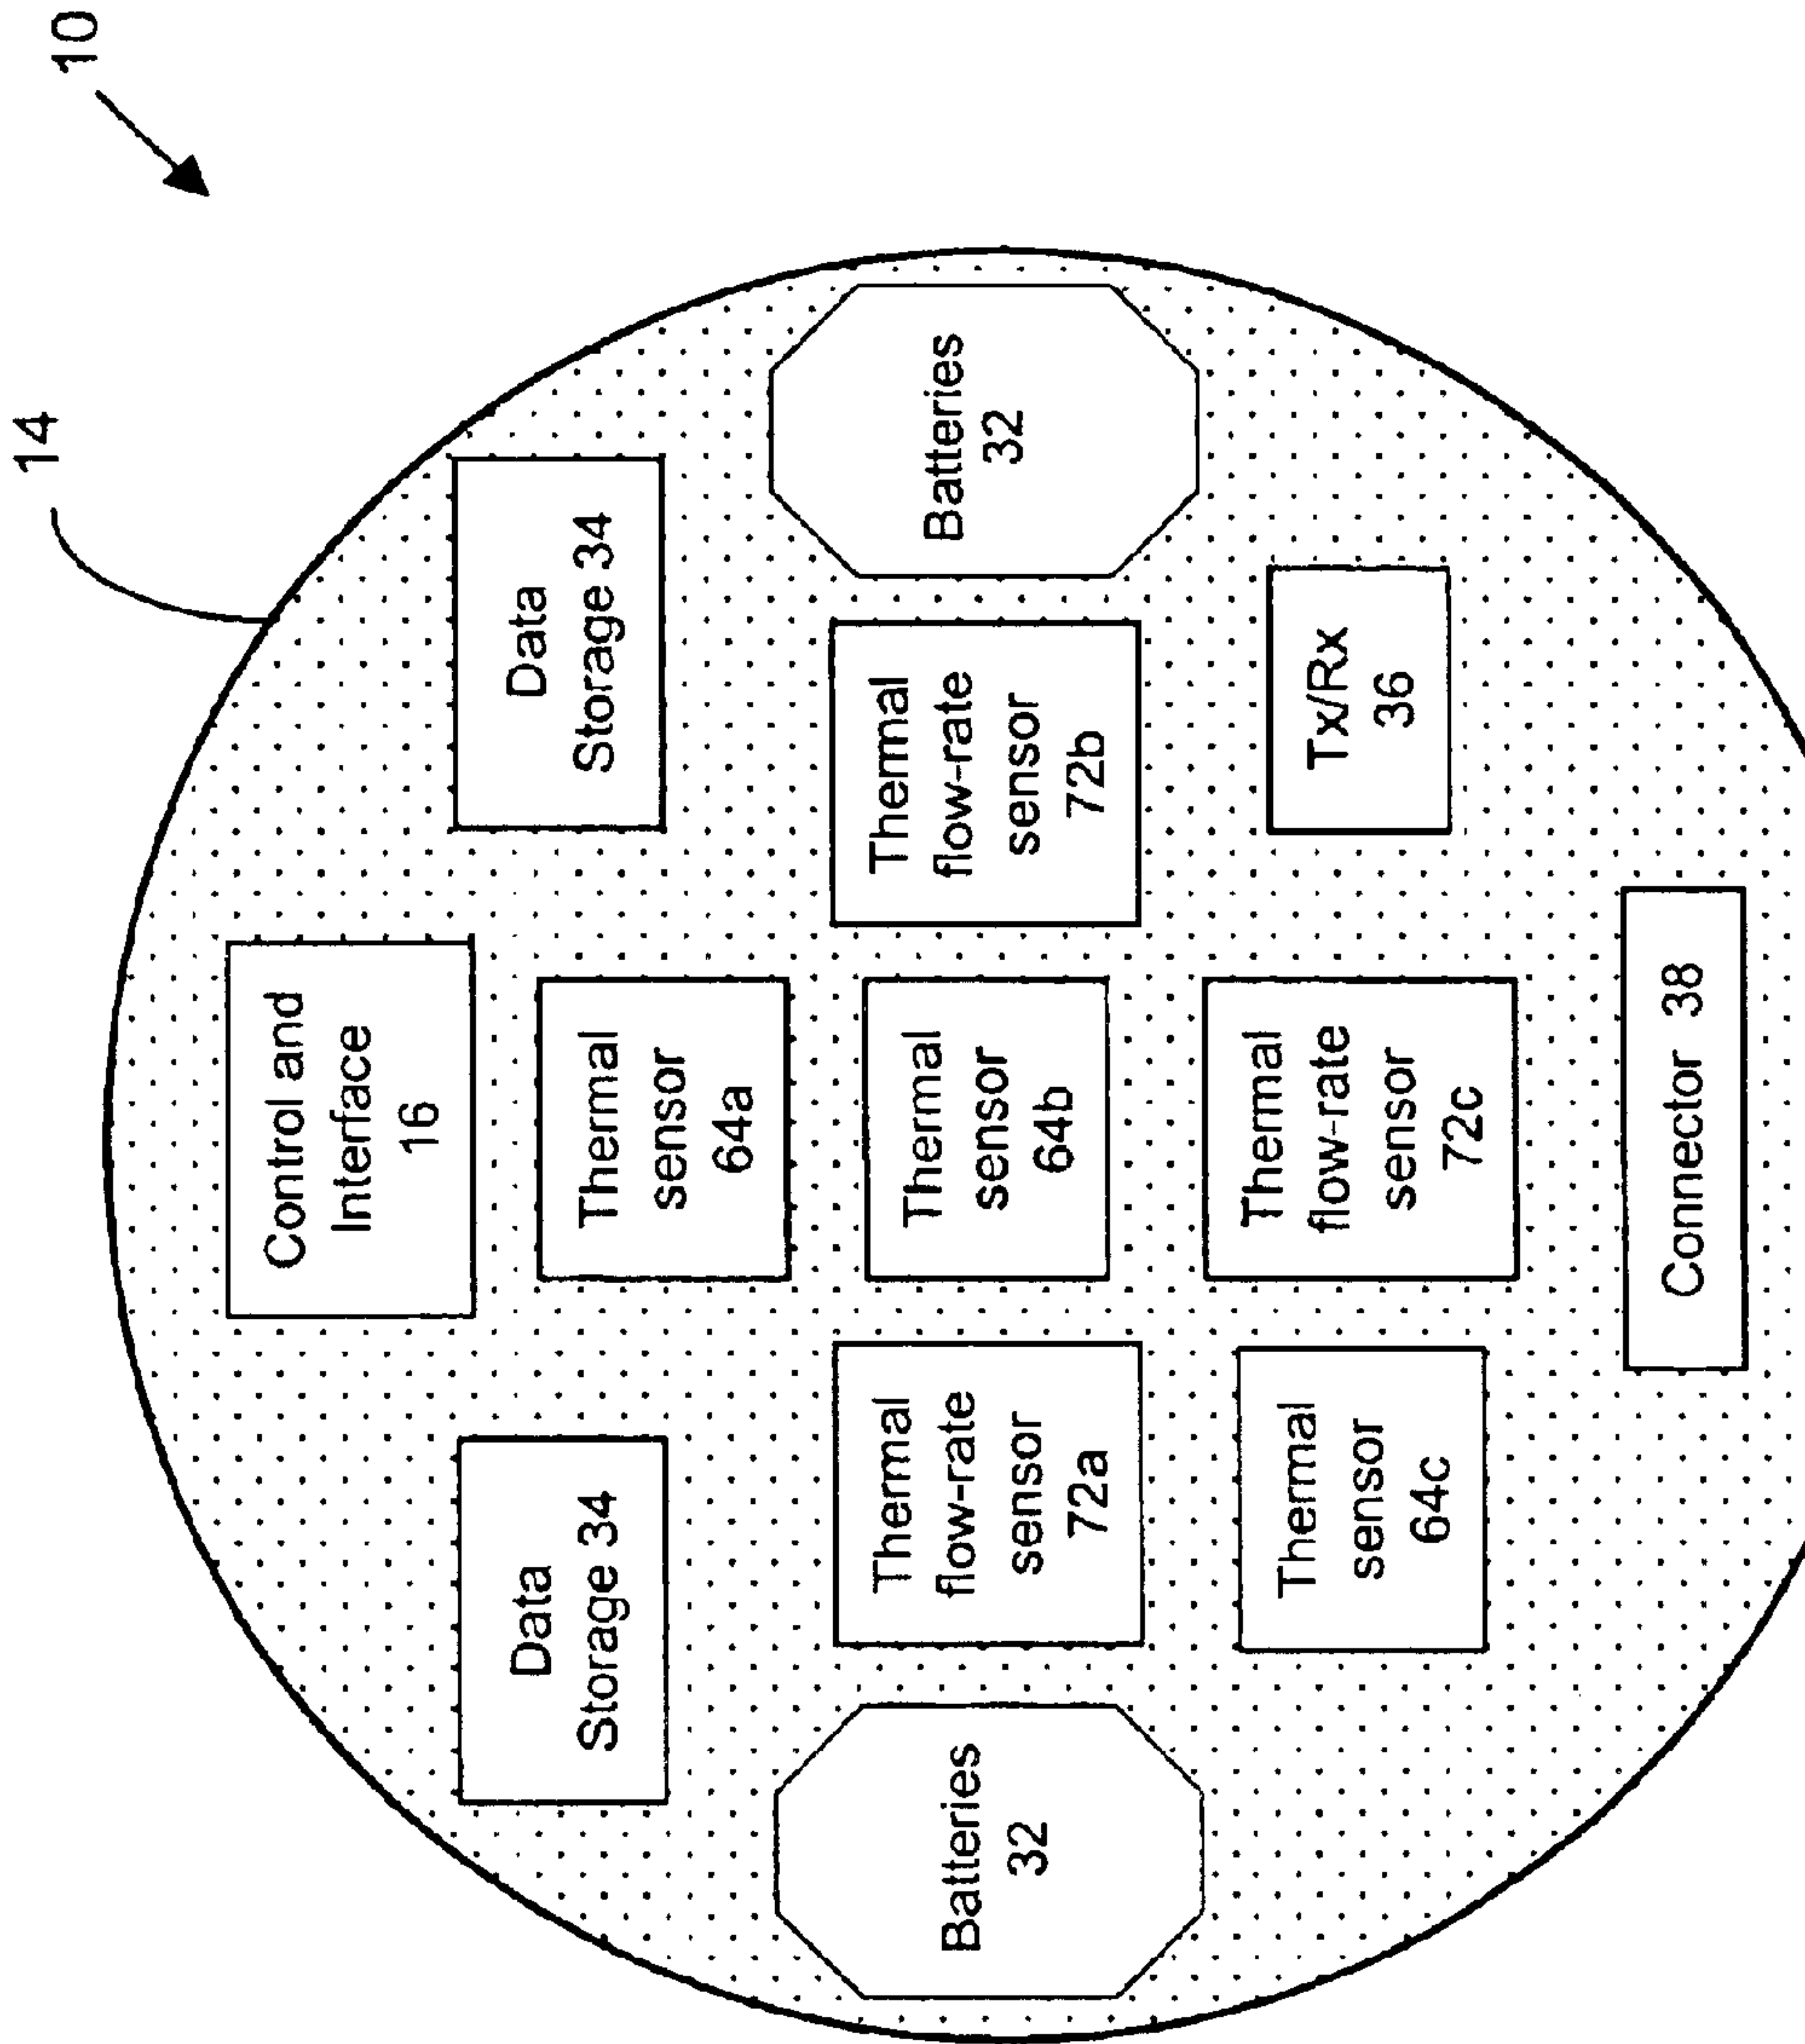 14
10
Control and
Interface
16
Data
Storage 34
Thermal
sensor
64a
Data
Storage 34
Batteries
32
Thermal
flow-rate
sensor
72a
Thermal
sensor
64b
Thermal
flow-rate
sensor
72b
Batteries
32
Thermal
sensor
64c
Thermal
flow-rate
sensor
72c
Tx/Rx
36
Connector 38